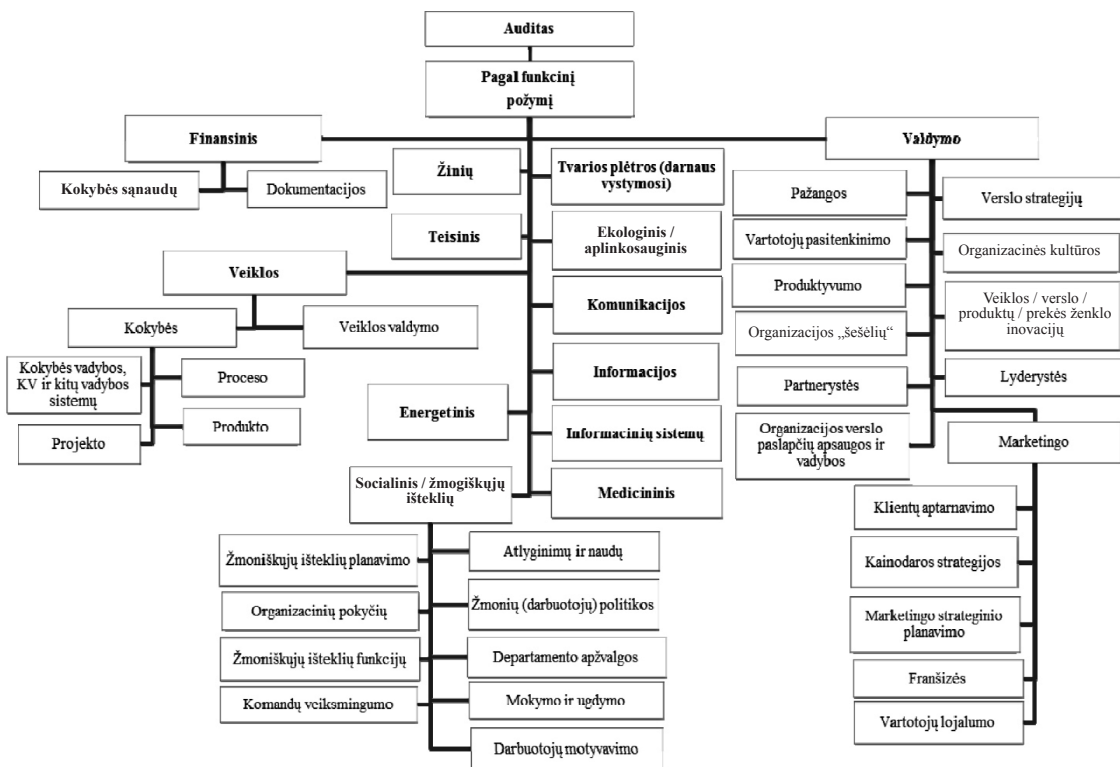 Auditas
Pagal funkcinį
požymį
Finansinis
Valdymo
Kokybės sąnaudų
Dokumentacijos
Žinių
Tvarios plėtros (darnaus
vystymosi)
Teisinis
Ekologinis /
aplinkosauginis
Veiklos
Komunikacijos
Kokybės
Veiklos valdymo
Kokybės vadybos,
KV ir kitų vadybos
sistemų
Proceso
Produkto
Projekto
Informacijos
Energetinis
Informacinių sistemų
Socialinis / žmogiškųjų
išteklių
Medicininis
Žmoniškųjų išteklių planavimo
Atlyginimų ir naudų
Organizacinių pokyčių
Žmonių (darbuotojų) politikos
Žmoniškųjų išteklių funkcijų
Departamento apžvalgos
Komandų veiksmingumo
Mokymo ir ugdymo
Darbuotojų motyvavimo
Pažangos
Verslo strategijų
Vartotojų pasitenkinimo
Organizacinės kultūros
Produktyvumo
Veiklos / verslo /
produktų / prekės ženklo
inovacijų
Organizacijos „šešėlių“
Partnerystės
Lyderystės
Organizacijos verslo
paslapčių apsaugos ir
vadybos
Marketingo
Klientų aptarnavimo
Kainodaros strategijos
Marketingo strateginio
planavimo
Franšizės
Vartotojų lojalumo